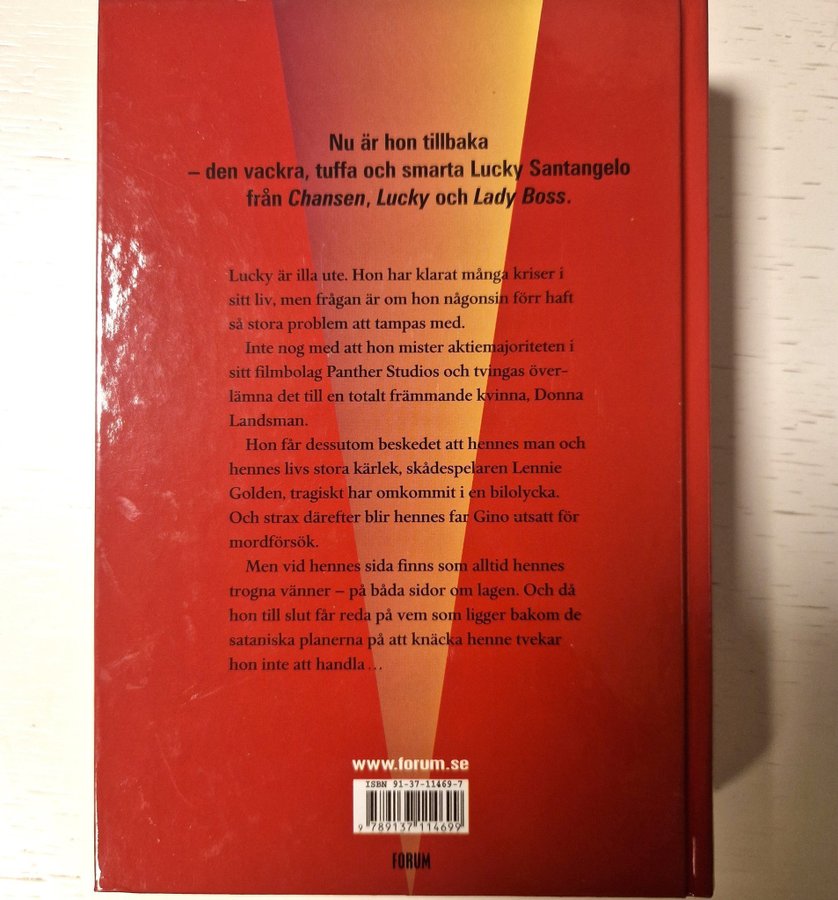 Nu är hon tillbaka
– den vackra, tuffa och smarta Lucky Santangelo
från Chansen, Lucky och Lady Boss.
Lucky är illa ute. Hon har klarat många kriser i
sitt liv, men frågan är om hon någonsin förr haft
så stora problem att tampas med.
Inte nog med att hon mister aktiemajoriteten i
sitt filmbolag Panther Studios och tvingas över-
lämna det till en totalt främmande kvinna, Donna
Landsman.
Hon får dessutom beskedet att hennes man och
hennes livs stora kärlek, skådespelaren Lennie
Golden, tragiskt har omkommit i en bilolycka.
Och strax därefter blir hennes far Gino utsatt för
mordförsök.
Men vid hennes sida finns som alltid hennes
trogna vänner – på båda sidor om lagen. Och då
hon till slut får reda på vem som ligger bakom de
sataniska planerna på att knäcka henne tvekar
hon inte att handla...
www.forum.se
ISBN 91-37-11469-7
9 789137 114699
FORUM